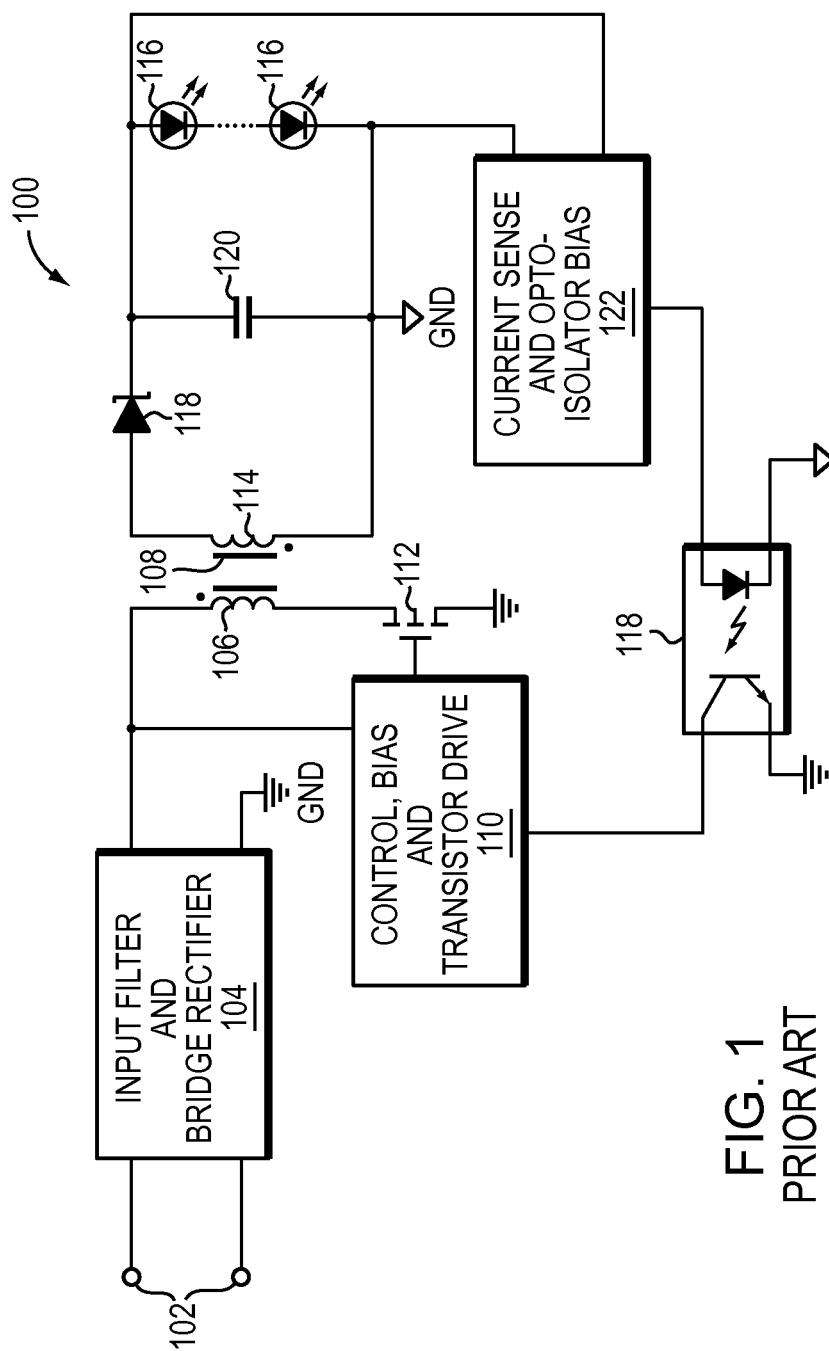 100
102
INPUT FILTER
AND
BRIDGE RECTIFIER
104
GND
106
108
114
118
120
GND
116
116
112
CONTROL, BIAS
AND
TRANSISTOR DRIVE
110
CURRENT SENSE
AND OPTO-
ISOLATOR BIAS
122
118
FIG. 1
PRIOR ART